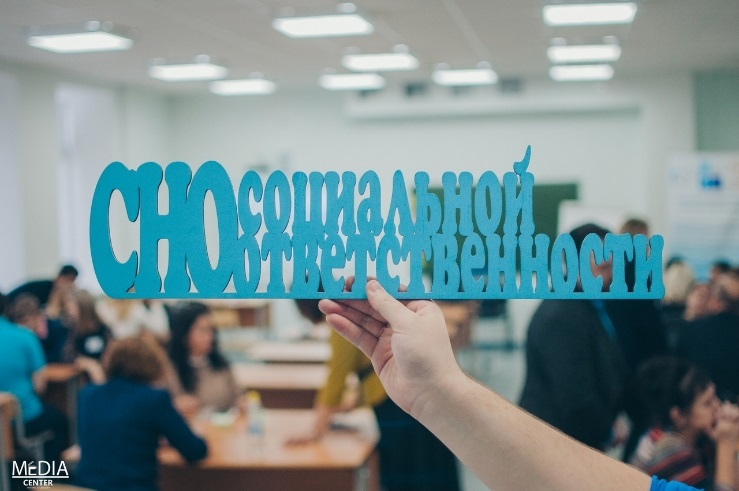 СНО
социальной
ответственности
MEDIA
CENTER